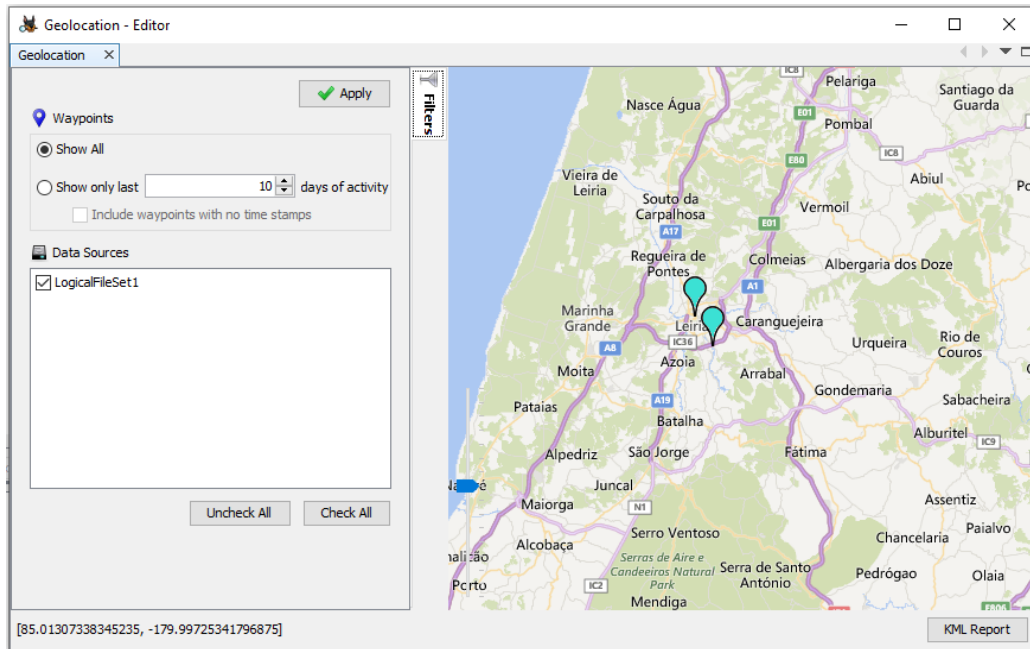 Geolocation - Editor
Geolocation
Apply
Waypoints
Show All
Show only last 10 days of activity
Include waypoints with no time stamps
Data Sources
LogicalFileSet1
Uncheck All Check All
Filters
IC8
Pelariga
Santiago da
Guarda
Nasce Água
E01
Pombal
IC8
E80
Vieira de
Leiria
Abiul
Souto da
Carpalhosa
Vermoil
E01
A17
Regueira de
Pontes
Colmeias
Albergaria dos Doze
A1
Marinha
Grande
Leiria
Caranguejeira
IC36
A8
Azoia
Urqueira
Rio de
Couros
Moita
Arrabal
Gondemaria
A19
Sabacheira
Pataias
Batalha
Alburitel
IC9
Alpedriz
São Jorge
Fátima
Juncal
Maiorga
N1
Assentiz
Serro Ventoso
Paialvo
Alcobaça
Chancelaria
Serras de Aire e
Candeeiros Natural
Park
Serra de Santo
António
Pedrógao
Olaia
IC2
Mendiga
[85.01307338345235, -179.99725341796875]
KML Report